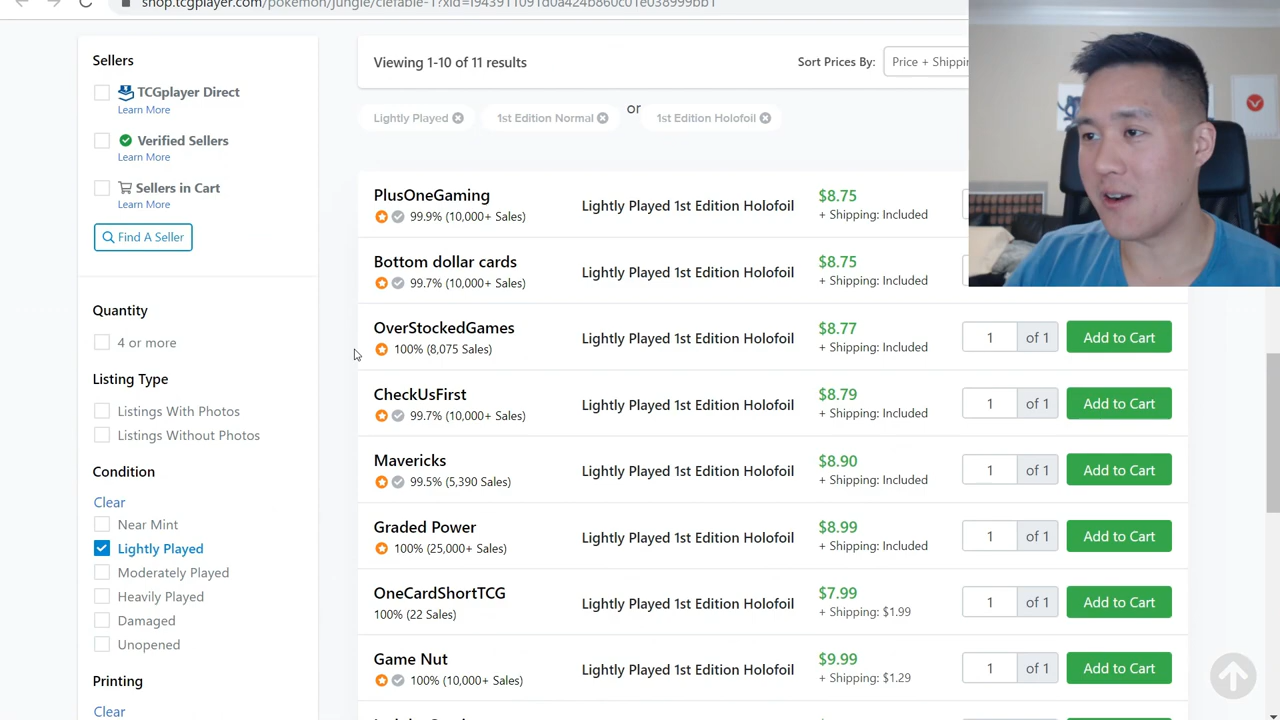 shop.tcgplayer.com/pokemon/jungle/clefable-1?xid=
Sellers
TCGplayer Direct
Learn More
Verified Sellers
Learn More
Sellers in Cart
Learn More
Find A Seller
Quantity
4 or more
Listing Type
Listings With Photos
Listings Without Photos
Condition
Clear
Near Mint
Lightly Played
Moderately Played
Heavily Played
Damaged
Unopened
Printing
Clear
Viewing 1-10 of 11 results
Sort Prices By: Price + Shippin
Lightly Played 1st Edition Normal or 1st Edition Holofoil
PlusOneGaming
99.9% (10,000+ Sales)
Lightly Played 1st Edition Holofoil
$8.75
+ Shipping: Included
Bottom dollar cards
99.7% (10,000+ Sales)
Lightly Played 1st Edition Holofoil
$8.75
+ Shipping: Included
OverStockedGames
100% (8,075 Sales)
Lightly Played 1st Edition Holofoil
$8.77
+ Shipping: Included
1 of 1 Add to Cart
CheckUsFirst
99.7% (10,000+ Sales)
Lightly Played 1st Edition Holofoil
$8.79
+ Shipping: Included
1 of 1 Add to Cart
Mavericks
99.5% (5,390 Sales)
Lightly Played 1st Edition Holofoil
$8.90
+ Shipping: Included
1 of 1 Add to Cart
Graded Power
100% (25,000+ Sales)
Lightly Played 1st Edition Holofoil
$8.99
+ Shipping: Included
1 of 1 Add to Cart
OneCardShortTCG
100% (22 Sales)
Lightly Played 1st Edition Holofoil
$7.99
+ Shipping: $1.99
1 of 1 Add to Cart
Game Nut
100% (10,000+ Sales)
Lightly Played 1st Edition Holofoil
$9.99
+ Shipping: $1.29
1 of 1 Add to Cart